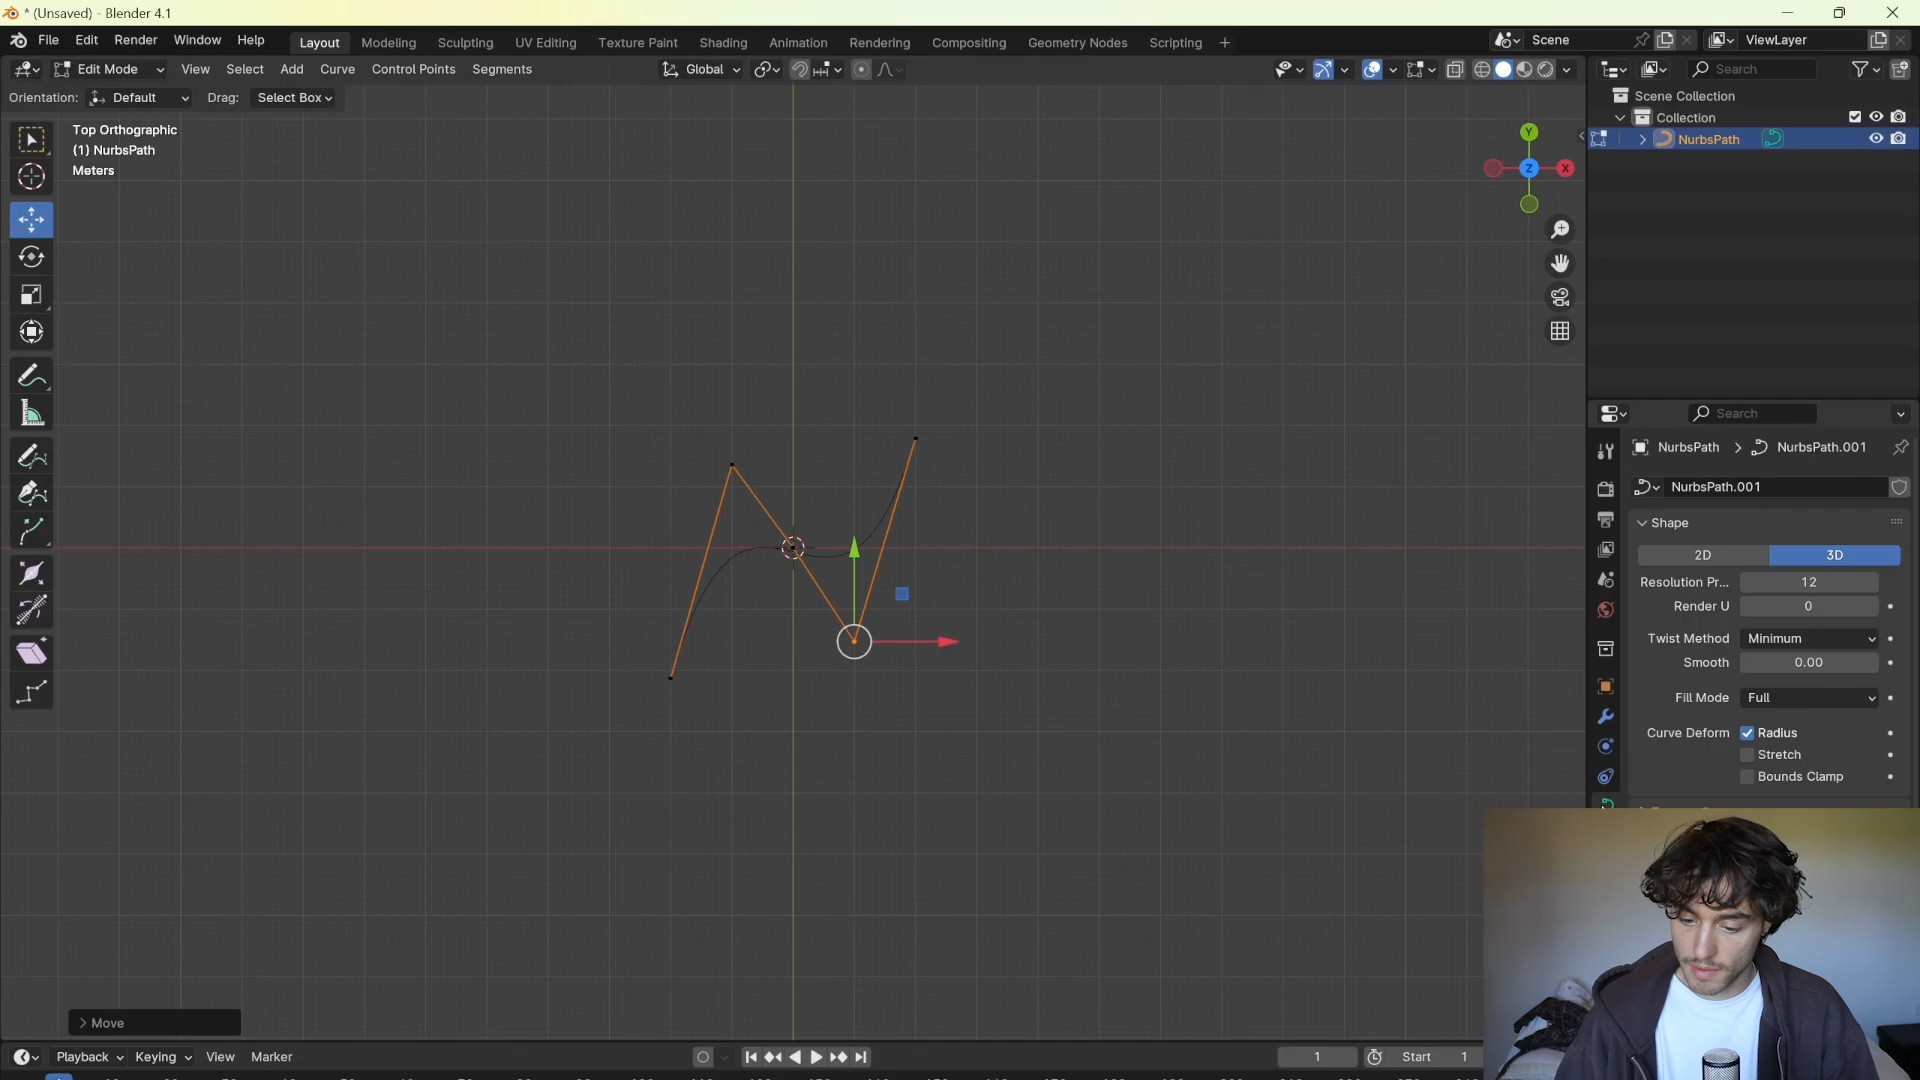 * (Unsaved) - Blender 4.1
File Edit Render Window Help Layout Modeling Sculpting UV Editing Texture Paint Shading Animation Rendering Compositing Geometry Nodes Scripting + Scene ViewLayer
Edit Mode View Select Add Curve Control Points Segments Global Search
Orientation: Default Drag: Select Box
Scene Collection
Collection
NurbsPath
Top Orthographic
(1) NurbsPath
Meters
Y
Z X
Search
NurbsPath > NurbsPath.001
NurbsPath.001
Shape
2D 3D
Resolution Pr... 12
Render U 0
Twist Method Minimum
Smooth 0.00
Fill Mode Full
Curve Deform Radius
Stretch
Bounds Clamp
> Move
Playback Keying View Marker 1 Start 1